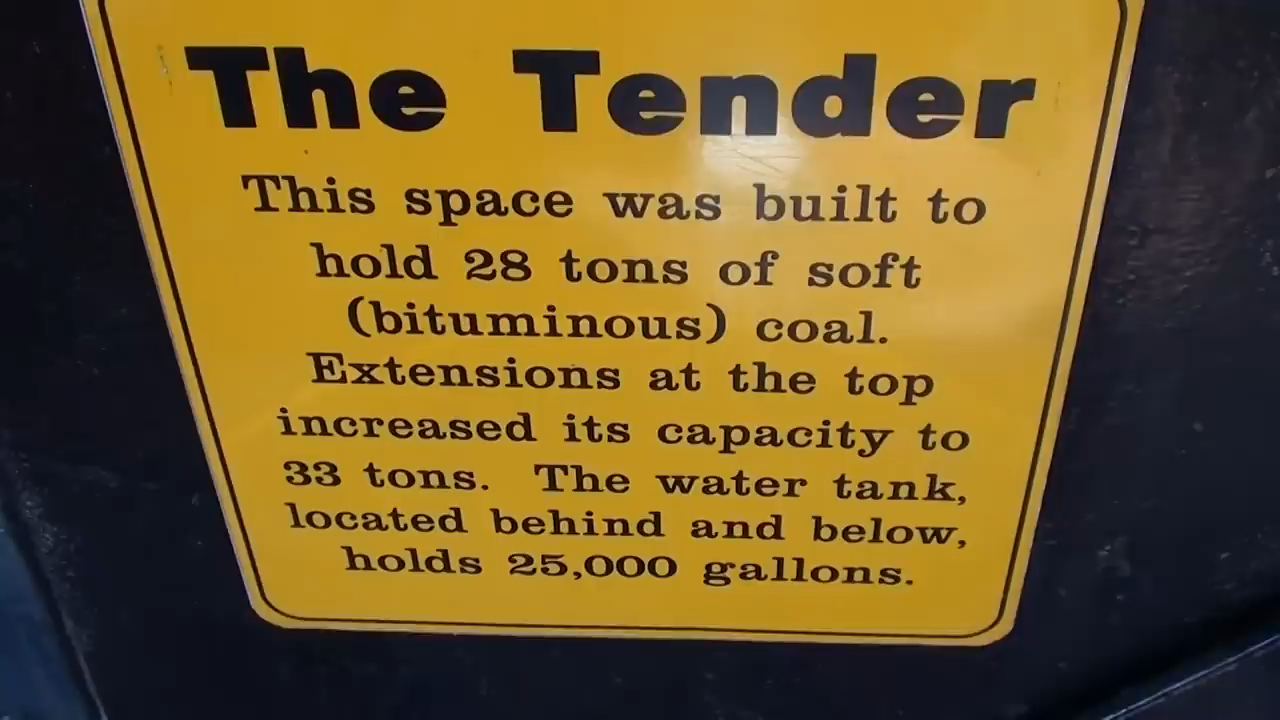 The Tender
This space was built to
hold 28 tons of soft
(bituminous) coal.
Extensions at the top
increased its capacity to
33 tons. The water tank,
located behind and below,
holds 25,000 gallons.